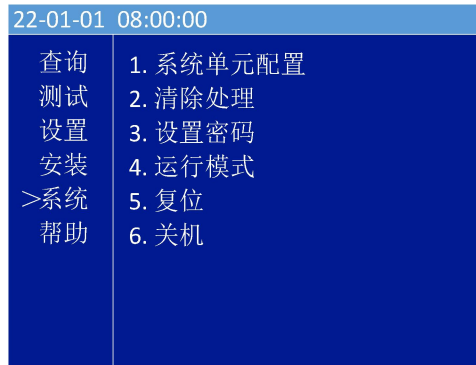 22-01-01 08:00:00
查询
测试
设置
安装
>系统
帮助
1. 系统单元配置
2. 清除处理
3. 设置密码
4. 运行模式
5. 复位
6. 关机